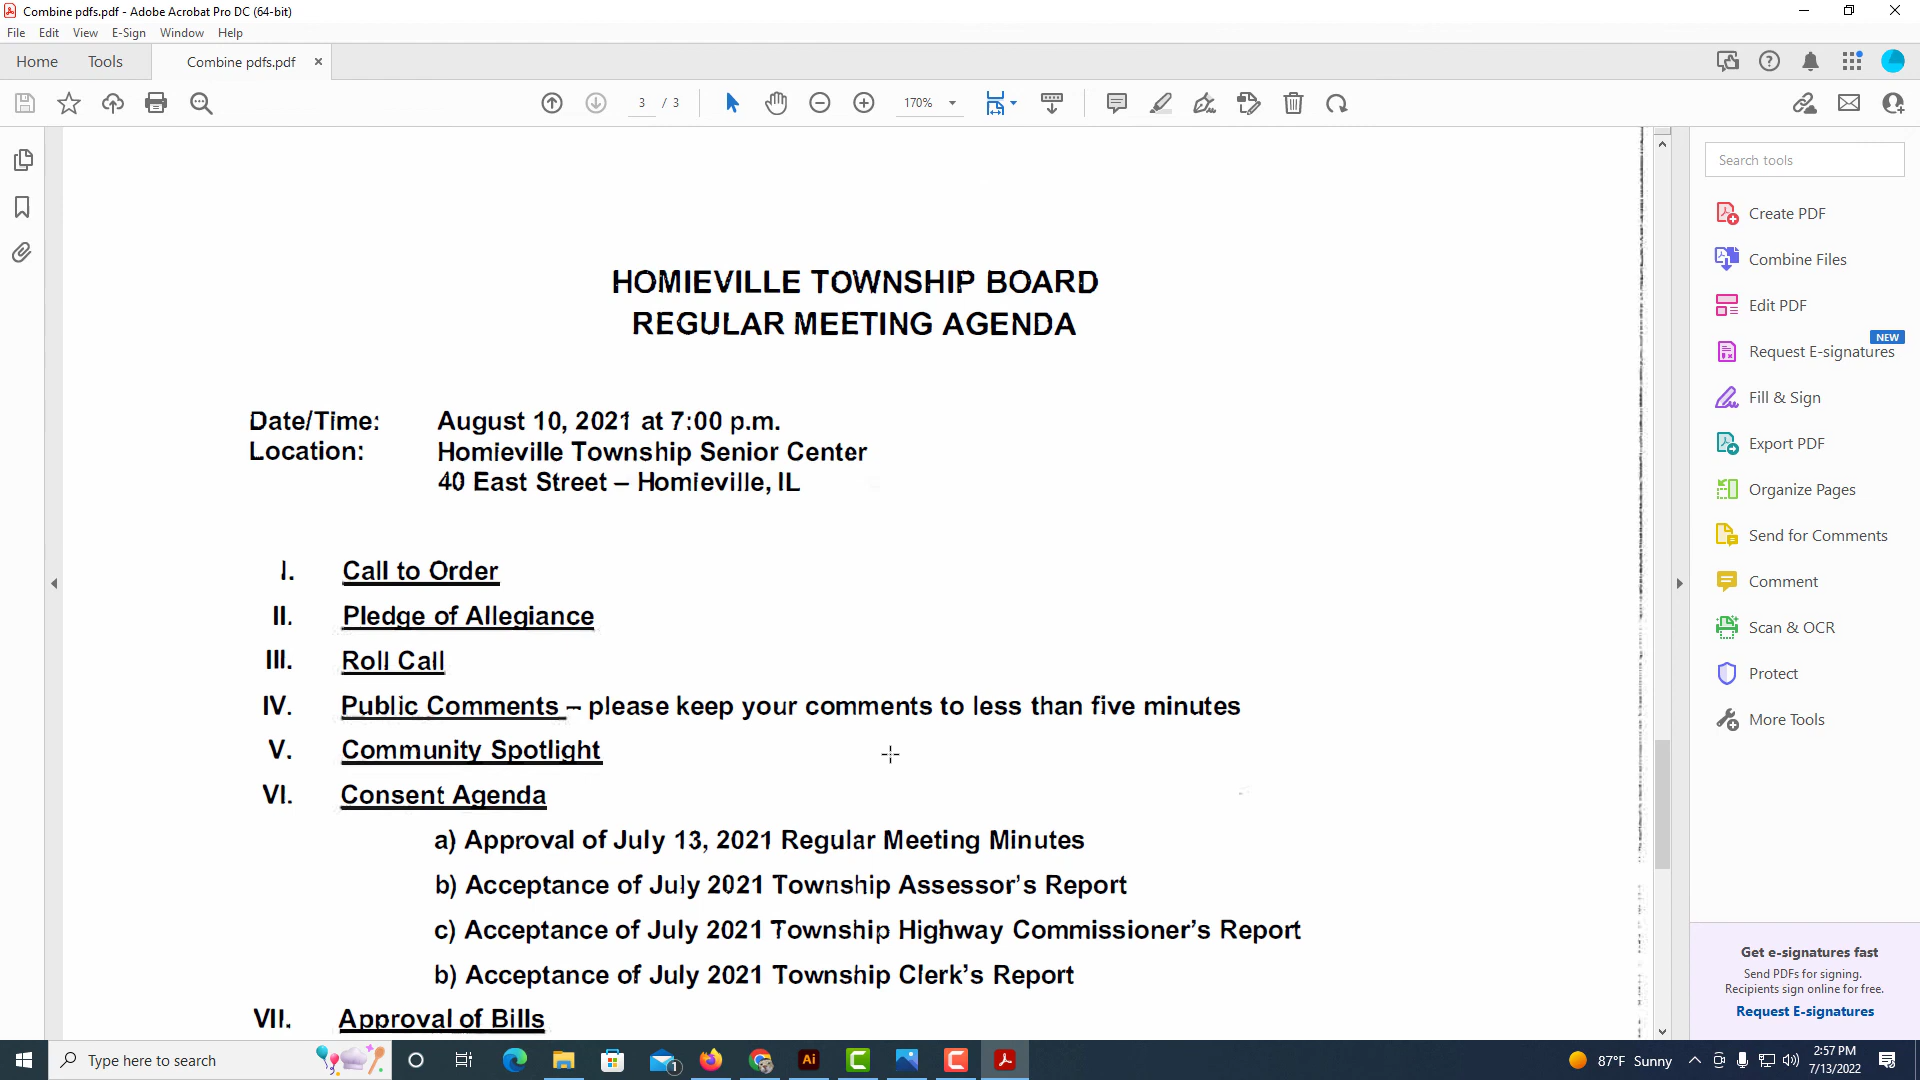 Combine pdfs.pdf - Adobe Acrobat Pro DC (64-bit)
File Edit View E-Sign Window Help
Home Tools Combine pdfs.pdf
3 / 3 170%
Search tools
Create PDF
Combine Files
Edit PDF
NEW
Request E-signatures
Fill & Sign
Export PDF
Organize Pages
Send for Comments
Comment
Scan & OCR
Protect
More Tools
Get e-signatures fast
Send PDFs for signing.
Recipients sign online for free.
Request E-signatures
HOMIEVILLE TOWNSHIP BOARD
REGULAR MEETING AGENDA
Date/Time: August 10, 2021 at 7:00 p.m.
Location: Homieville Township Senior Center
40 East Street – Homieville, IL
I. Call to Order
II. Pledge of Allegiance
III. Roll Call
IV. Public Comments – please keep your comments to less than five minutes
V. Community Spotlight
VI. Consent Agenda
a) Approval of July 13, 2021 Regular Meeting Minutes
b) Acceptance of July 2021 Township Assessor's Report
c) Acceptance of July 2021 Township Highway Commissioner's Report
b) Acceptance of July 2021 Township Clerk's Report
VII. Approval of Bills
Type here to search
1
Ai
87°F Sunny
2:57 PM
7/13/2022